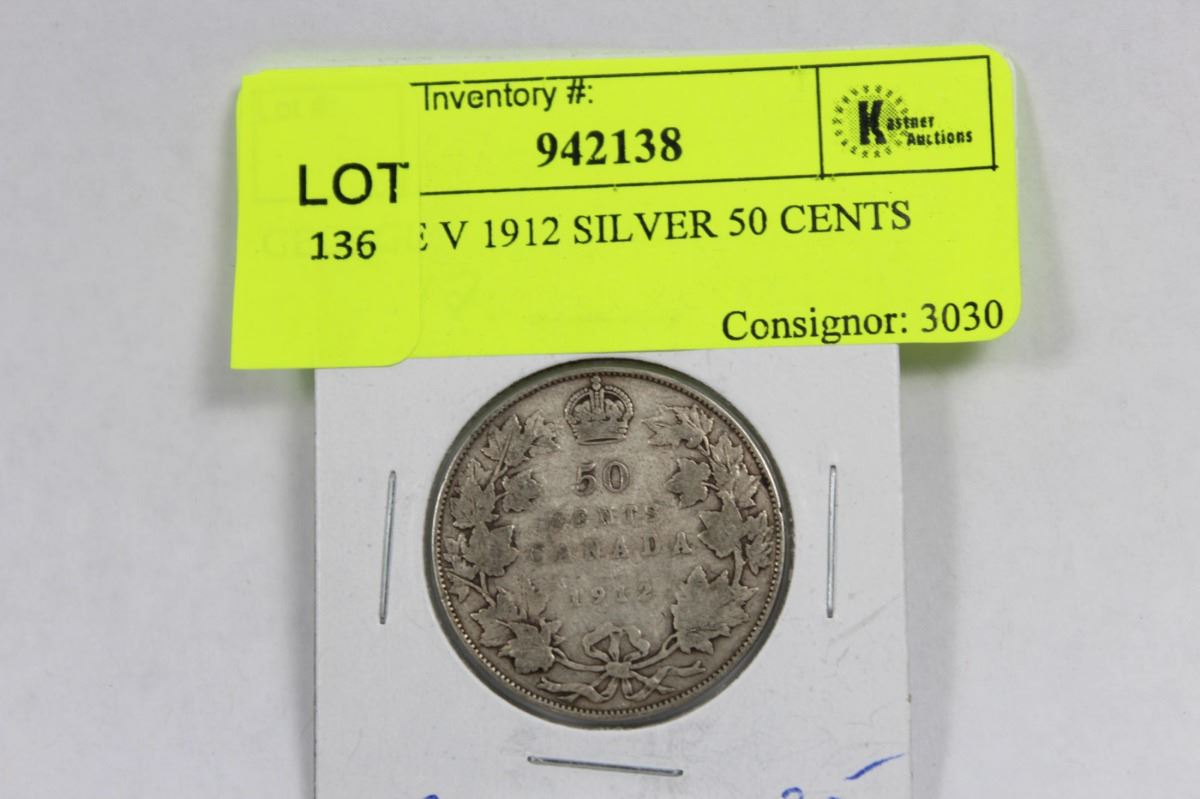 Inventory #:
942138
Kastner
Auctions
LOT
136
E V 1912 SILVER 50 CENTS
Consignor: 3030
50
CENTS
CANADA
1912